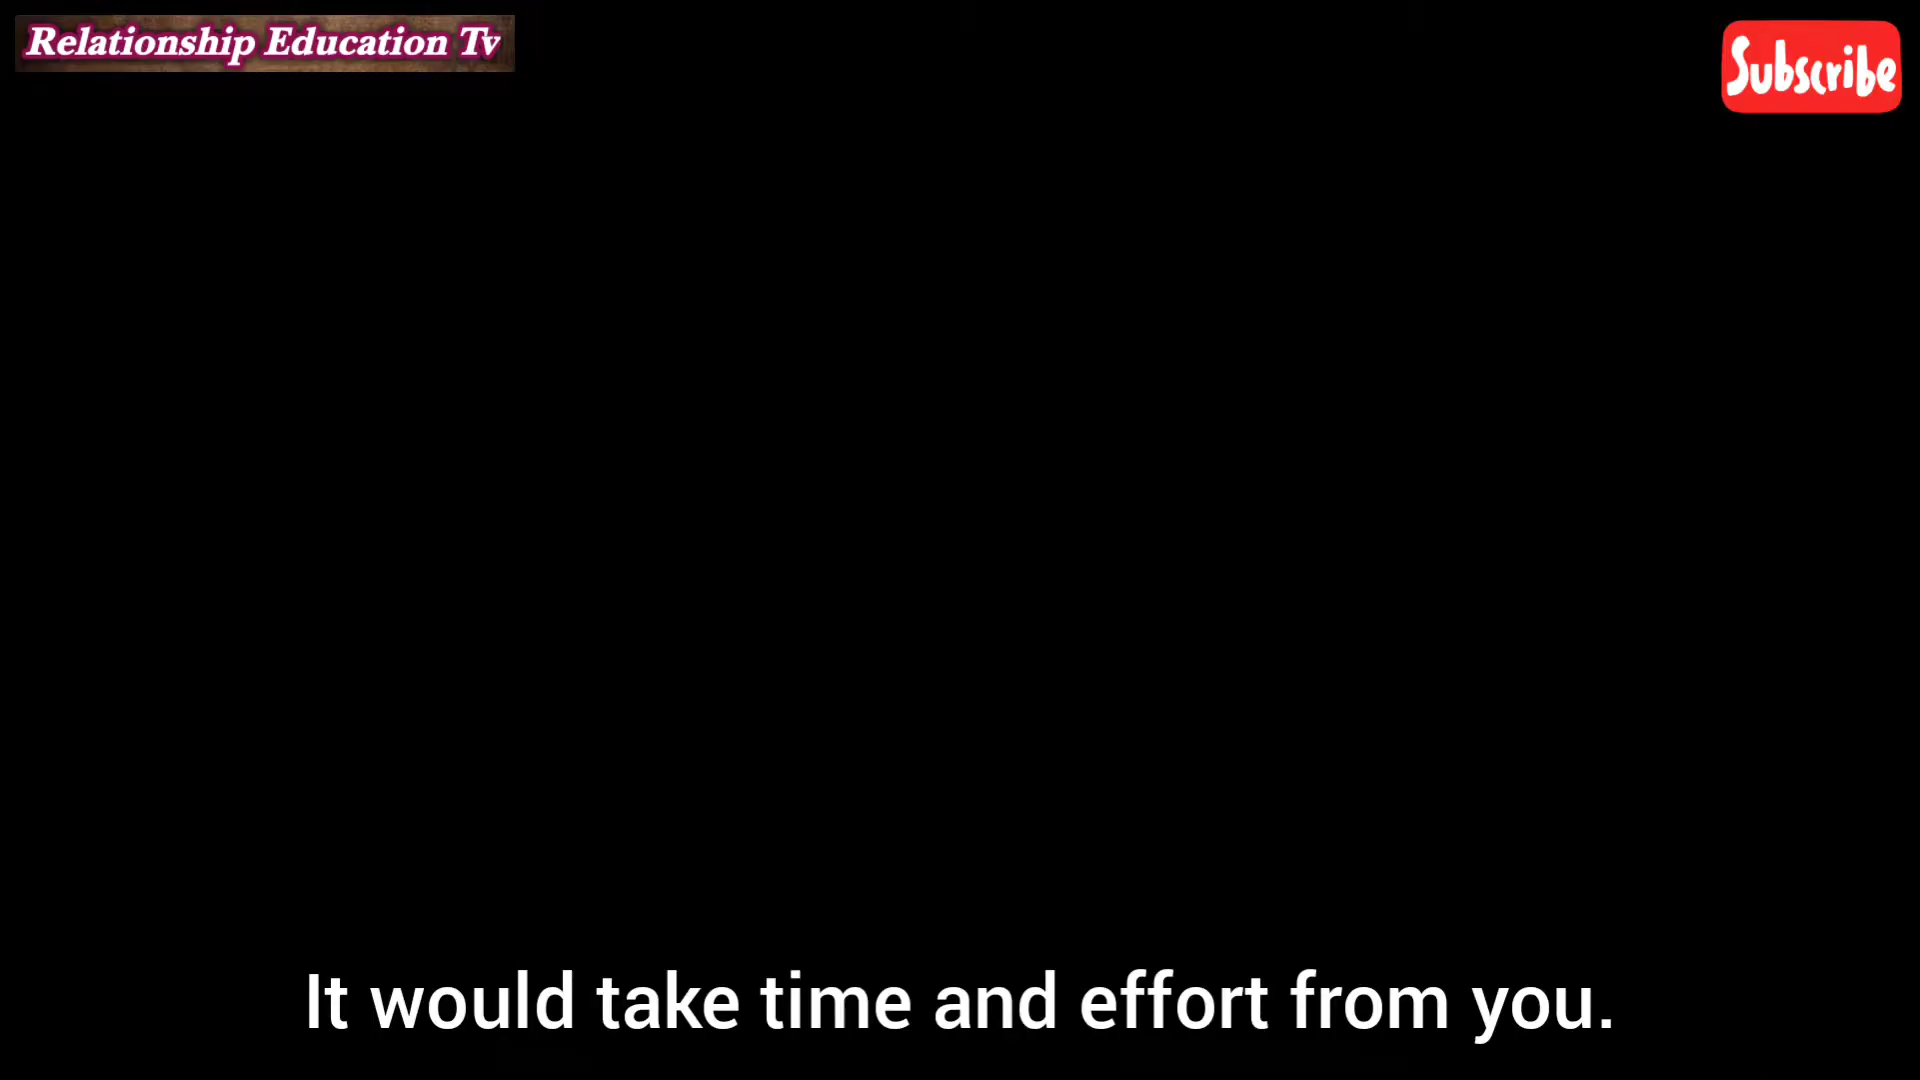 Relationship Education Tv
Subscribe
It would take time and effort from you.